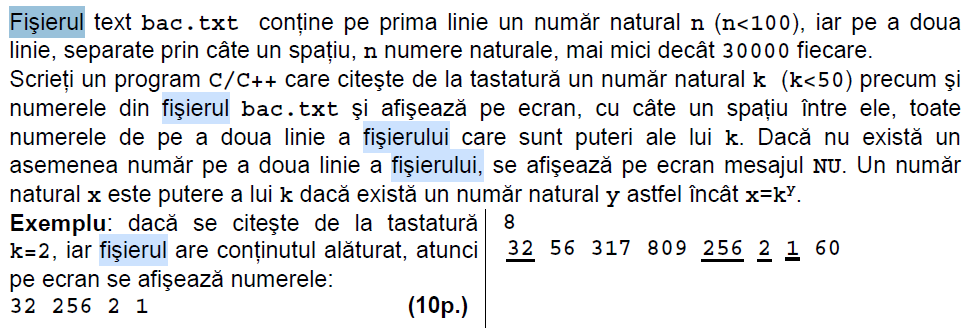 Fişierul text bac.txt conţine pe prima linie un număr natural n (n<100), iar pe a doua
linie, separate prin câte un spaţiu, n numere naturale, mai mici decât 30000 fiecare.
Scrieţi un program C/C++ care citeşte de la tastatură un număr natural k (k<50) precum şi
numerele din fişierul bac.txt şi afişează pe ecran, cu câte un spaţiu între ele, toate
numerele de pe a doua linie a fişierului care sunt puteri ale lui k. Dacă nu există un
asemenea număr pe a doua linie a fişierului, se afişează pe ecran mesajul NU. Un număr
natural x este putere a lui k dacă există un număr natural y astfel încât x=kʸ.
Exemplu: dacă se citeşte de la tastatură
k=2, iar fişierul are conţinutul alăturat, atunci
pe ecran se afişează numerele:
32 256 2 1 (10p.)
8
32 56 317 809 256 2 1 60